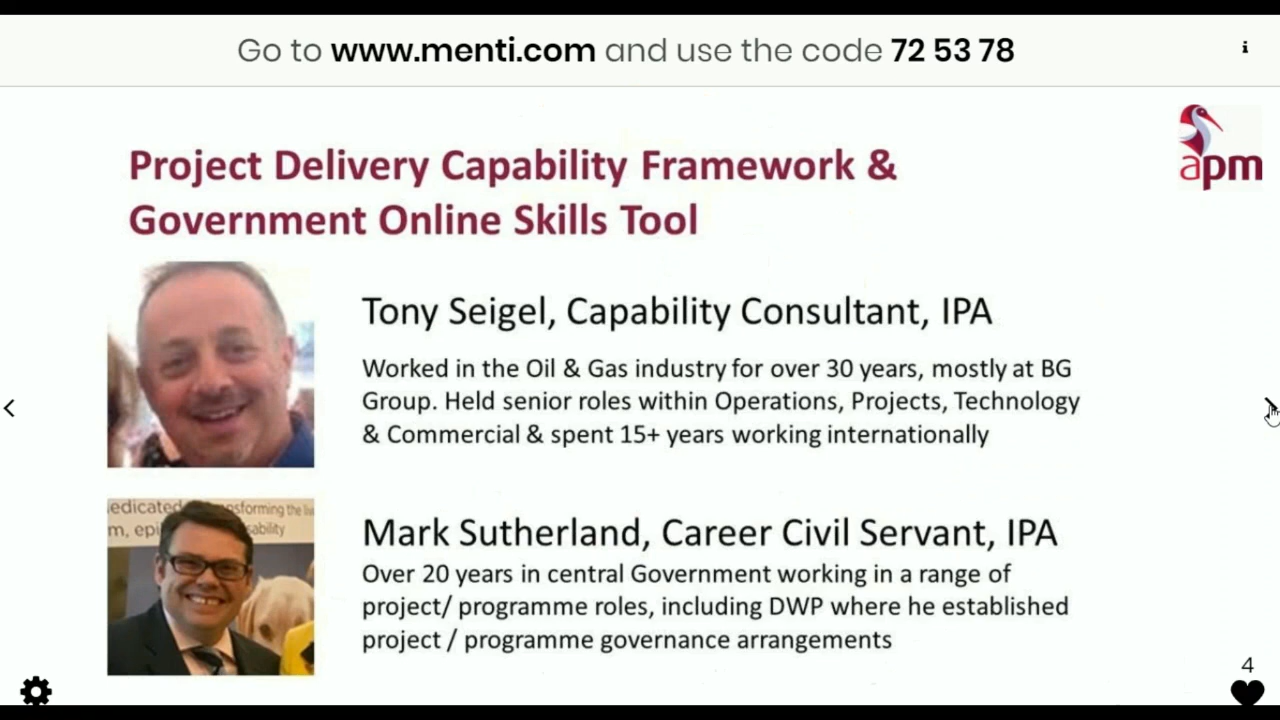 Go to www.menti.com and use the code 72 53 78
apm
Project Delivery Capability Framework &
Government Online Skills Tool
Tony Seigel, Capability Consultant, IPA
Worked in the Oil & Gas industry for over 30 years, mostly at BG
Group. Held senior roles within Operations, Projects, Technology
& Commercial & spent 15+ years working internationally
Mark Sutherland, Career Civil Servant, IPA
Over 20 years in central Government working in a range of
project/ programme roles, including DWP where he established
project / programme governance arrangements
4